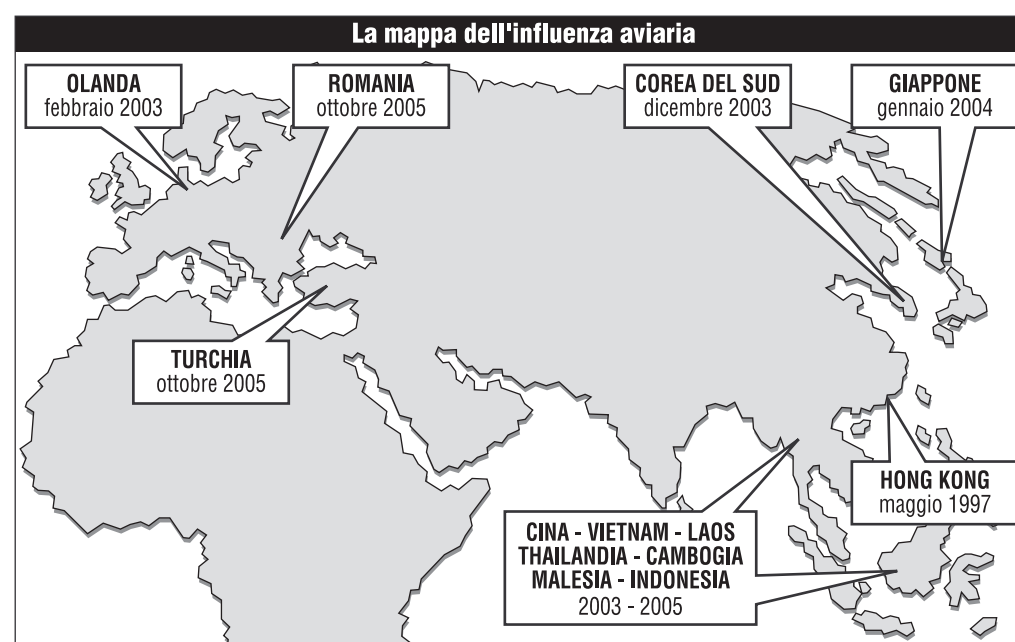 La mappa dell'influenza aviaria
OLANDA
febbraio 2003
ROMANIA
ottobre 2005
COREA DEL SUD
dicembre 2003
GIAPPONE
gennaio 2004
TURCHIA
ottobre 2005
HONG KONG
maggio 1997
CINA - VIETNAM - LAOS
THAILANDIA - CAMBOGIA
MALESIA - INDONESIA
2003 - 2005